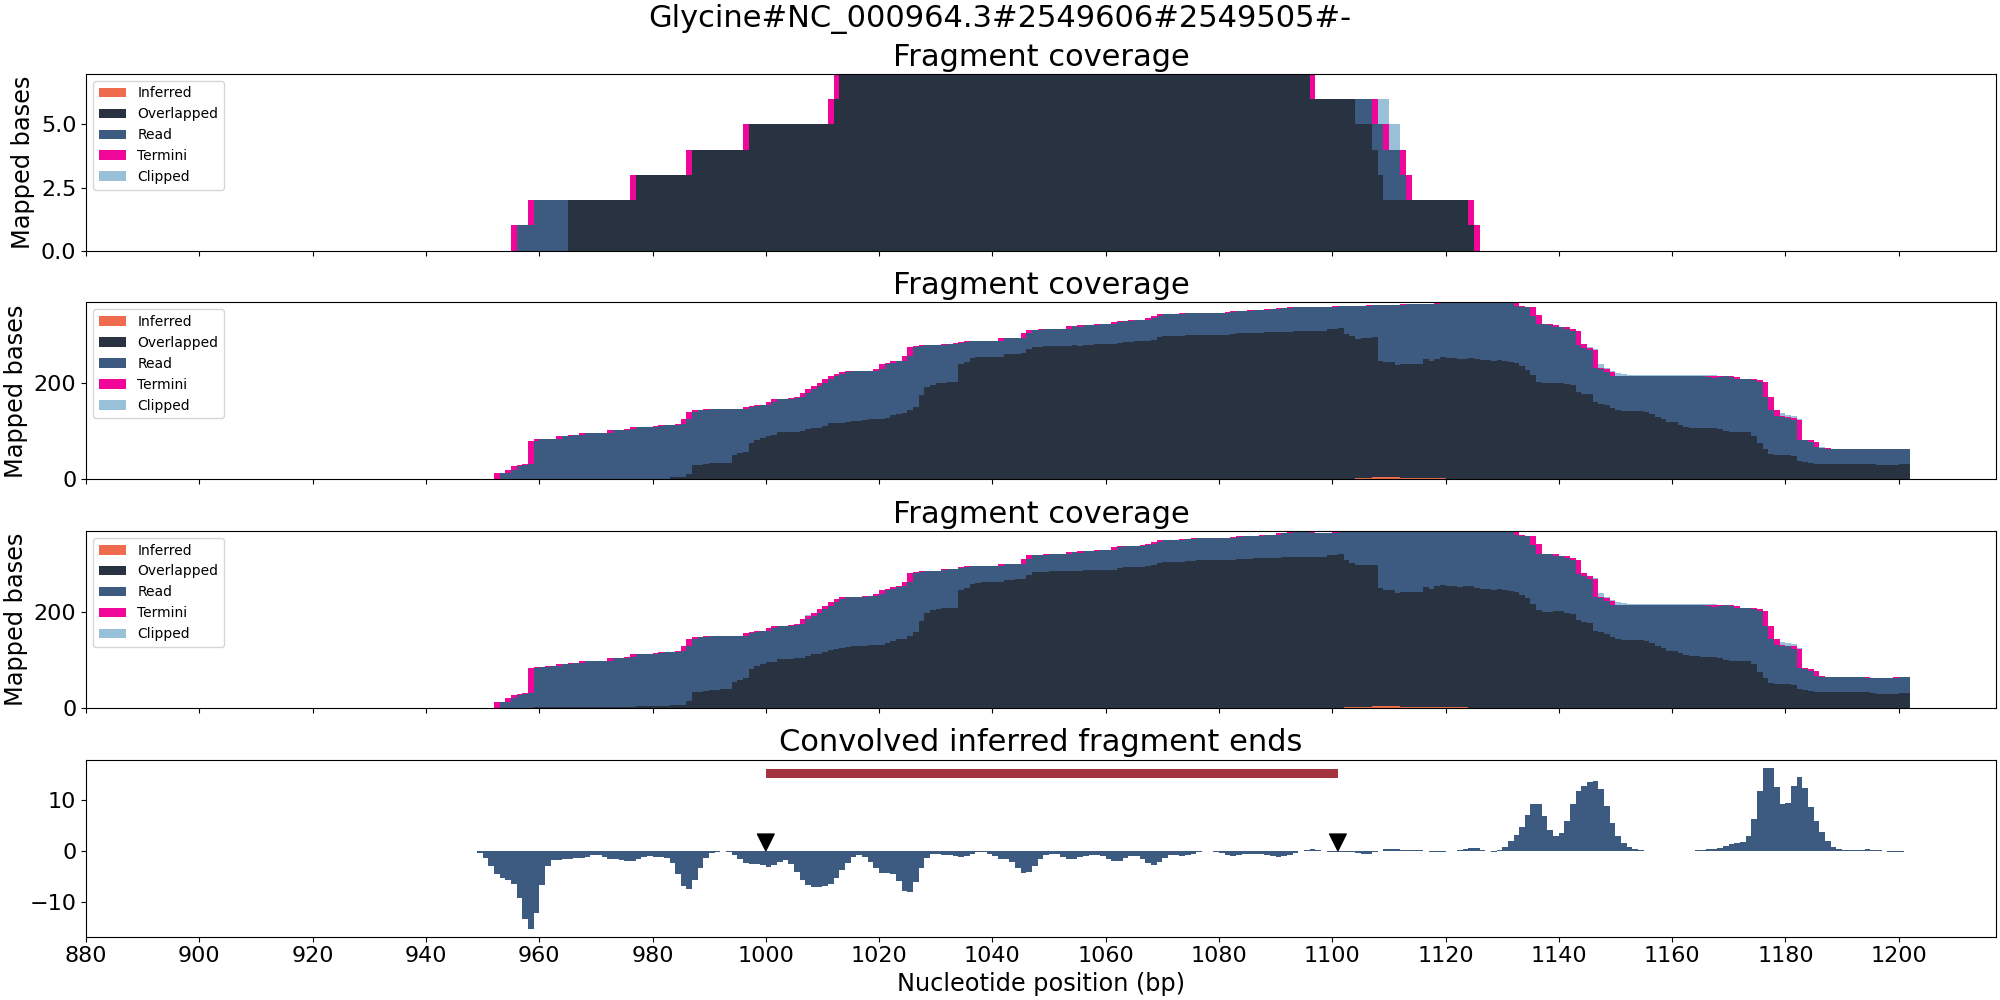 Glycine#NC_000964.3#2549606#2549505#-
Fragment coverage
Mapped bases
5.0
2.5
0.0
Inferred
Overlapped
Read
Termini
Clipped
Fragment coverage
Mapped bases
200
0
Inferred
Overlapped
Read
Termini
Clipped
Fragment coverage
Mapped bases
200
0
Inferred
Overlapped
Read
Termini
Clipped
Convolved inferred fragment ends
10
0
−10
880 900 920 940 960 980 1000 1020 1040 1060 1080 1100 1120 1140 1160 1180 1200
Nucleotide position (bp)